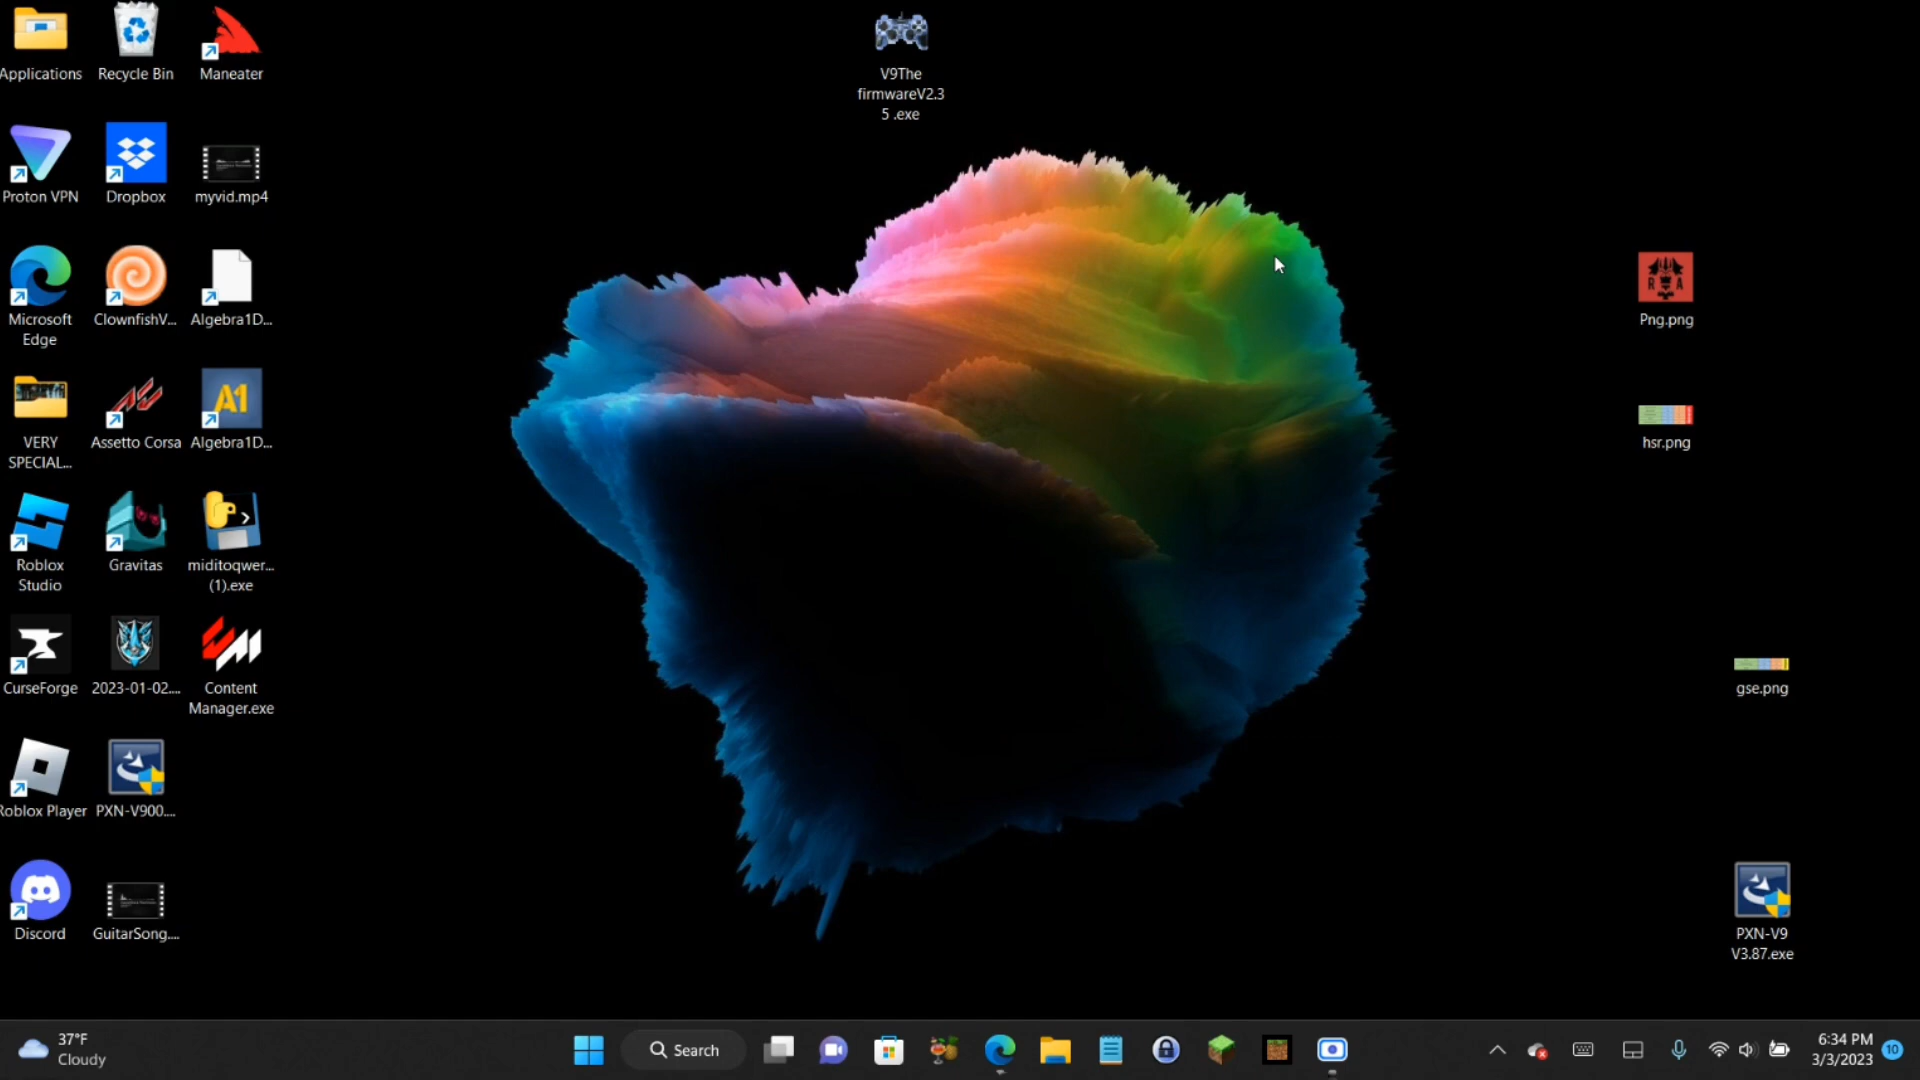 Applications
Recycle Bin
Maneater
V9The
firmwareV2.3
5 .exe
Proton VPN
Dropbox
myvid.mp4
Microsoft
Edge
ClownfishV...
Algebra1D...
R A
Png.png
VERY
SPECIAL...
Assetto Corsa
A1
Algebra1D...
hsr.png
Roblox
Studio
Gravitas
miditoqwer...
(1).exe
CurseForge
2023-01-02....
Content
Manager.exe
gse.png
Roblox Player
PXN-V900....
Discord
GuitarSong....
PXN-V9
V3.87.exe
37°F
Cloudy
Search
6:34 PM
3/3/2023
10